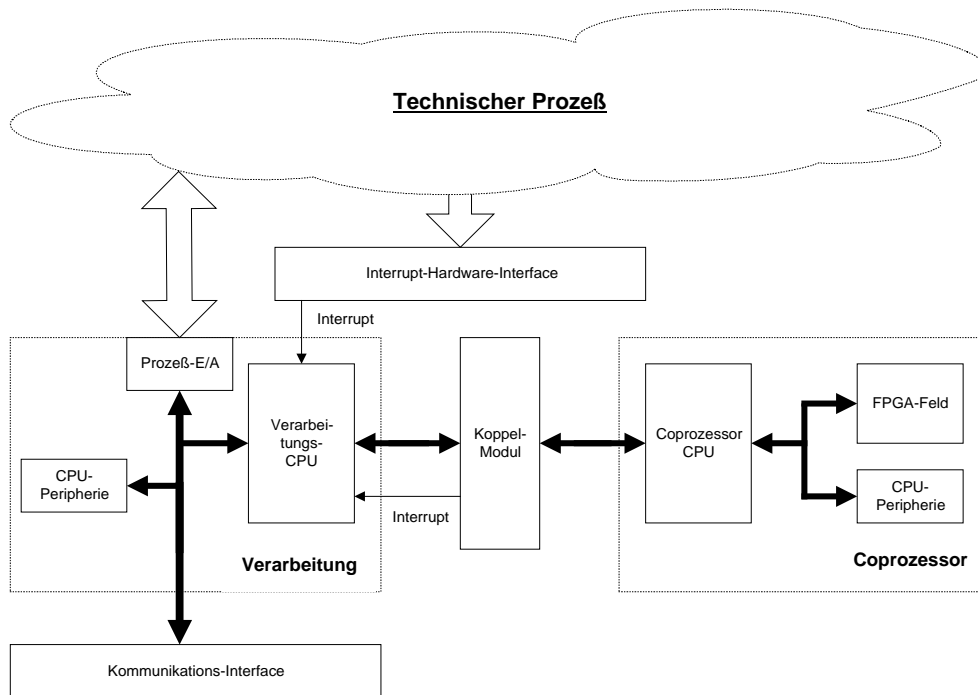 Technischer Prozeß
Interrupt-Hardware-Interface
Interrupt
Prozeß-E/A
Verarbei-
tungs-
CPU
Koppel-
Modul
Coprozessor
CPU
FPGA-Feld
CPU-
Peripherie
CPU-
Peripherie
Interrupt
Verarbeitung
Coprozessor
Kommunikations-Interface